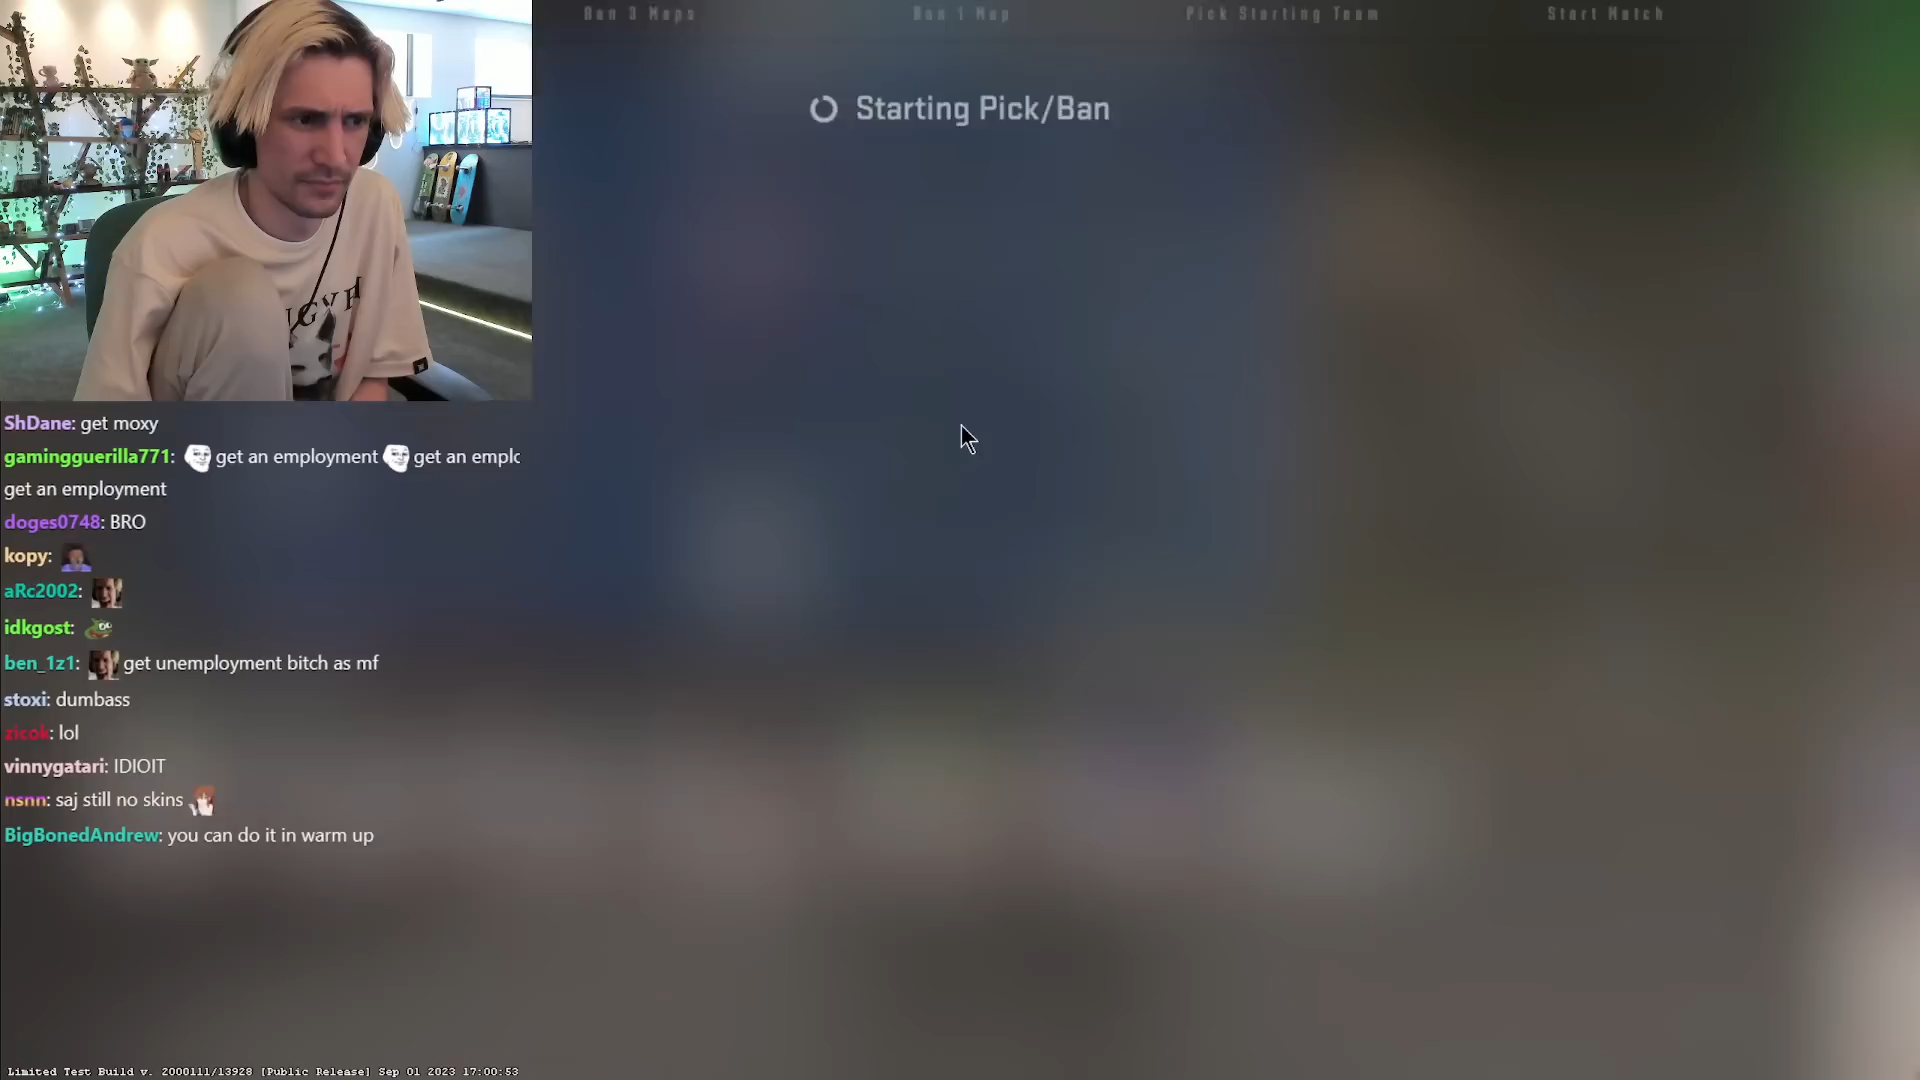 Ban 3 Maps
Ban 1 Map
Pick Starting Team
Start Match
Starting Pick/Ban
ShDane: get moxy
gamingguerilla771: get an employment get an emplo
get an employment
doges0748: BRO
kopy:
aRc2002:
idkgost:
ben_1z1: get unemployment bitch as mf
stoxi: dumbass
zicok: lol
vinnygatari: IDIOIT
nsnn: saj still no skins
BigBonedAndrew: you can do it in warm up
Limited Test Build v. 2000111/13928 [Public Release] Sep 01 2023 17:00:53